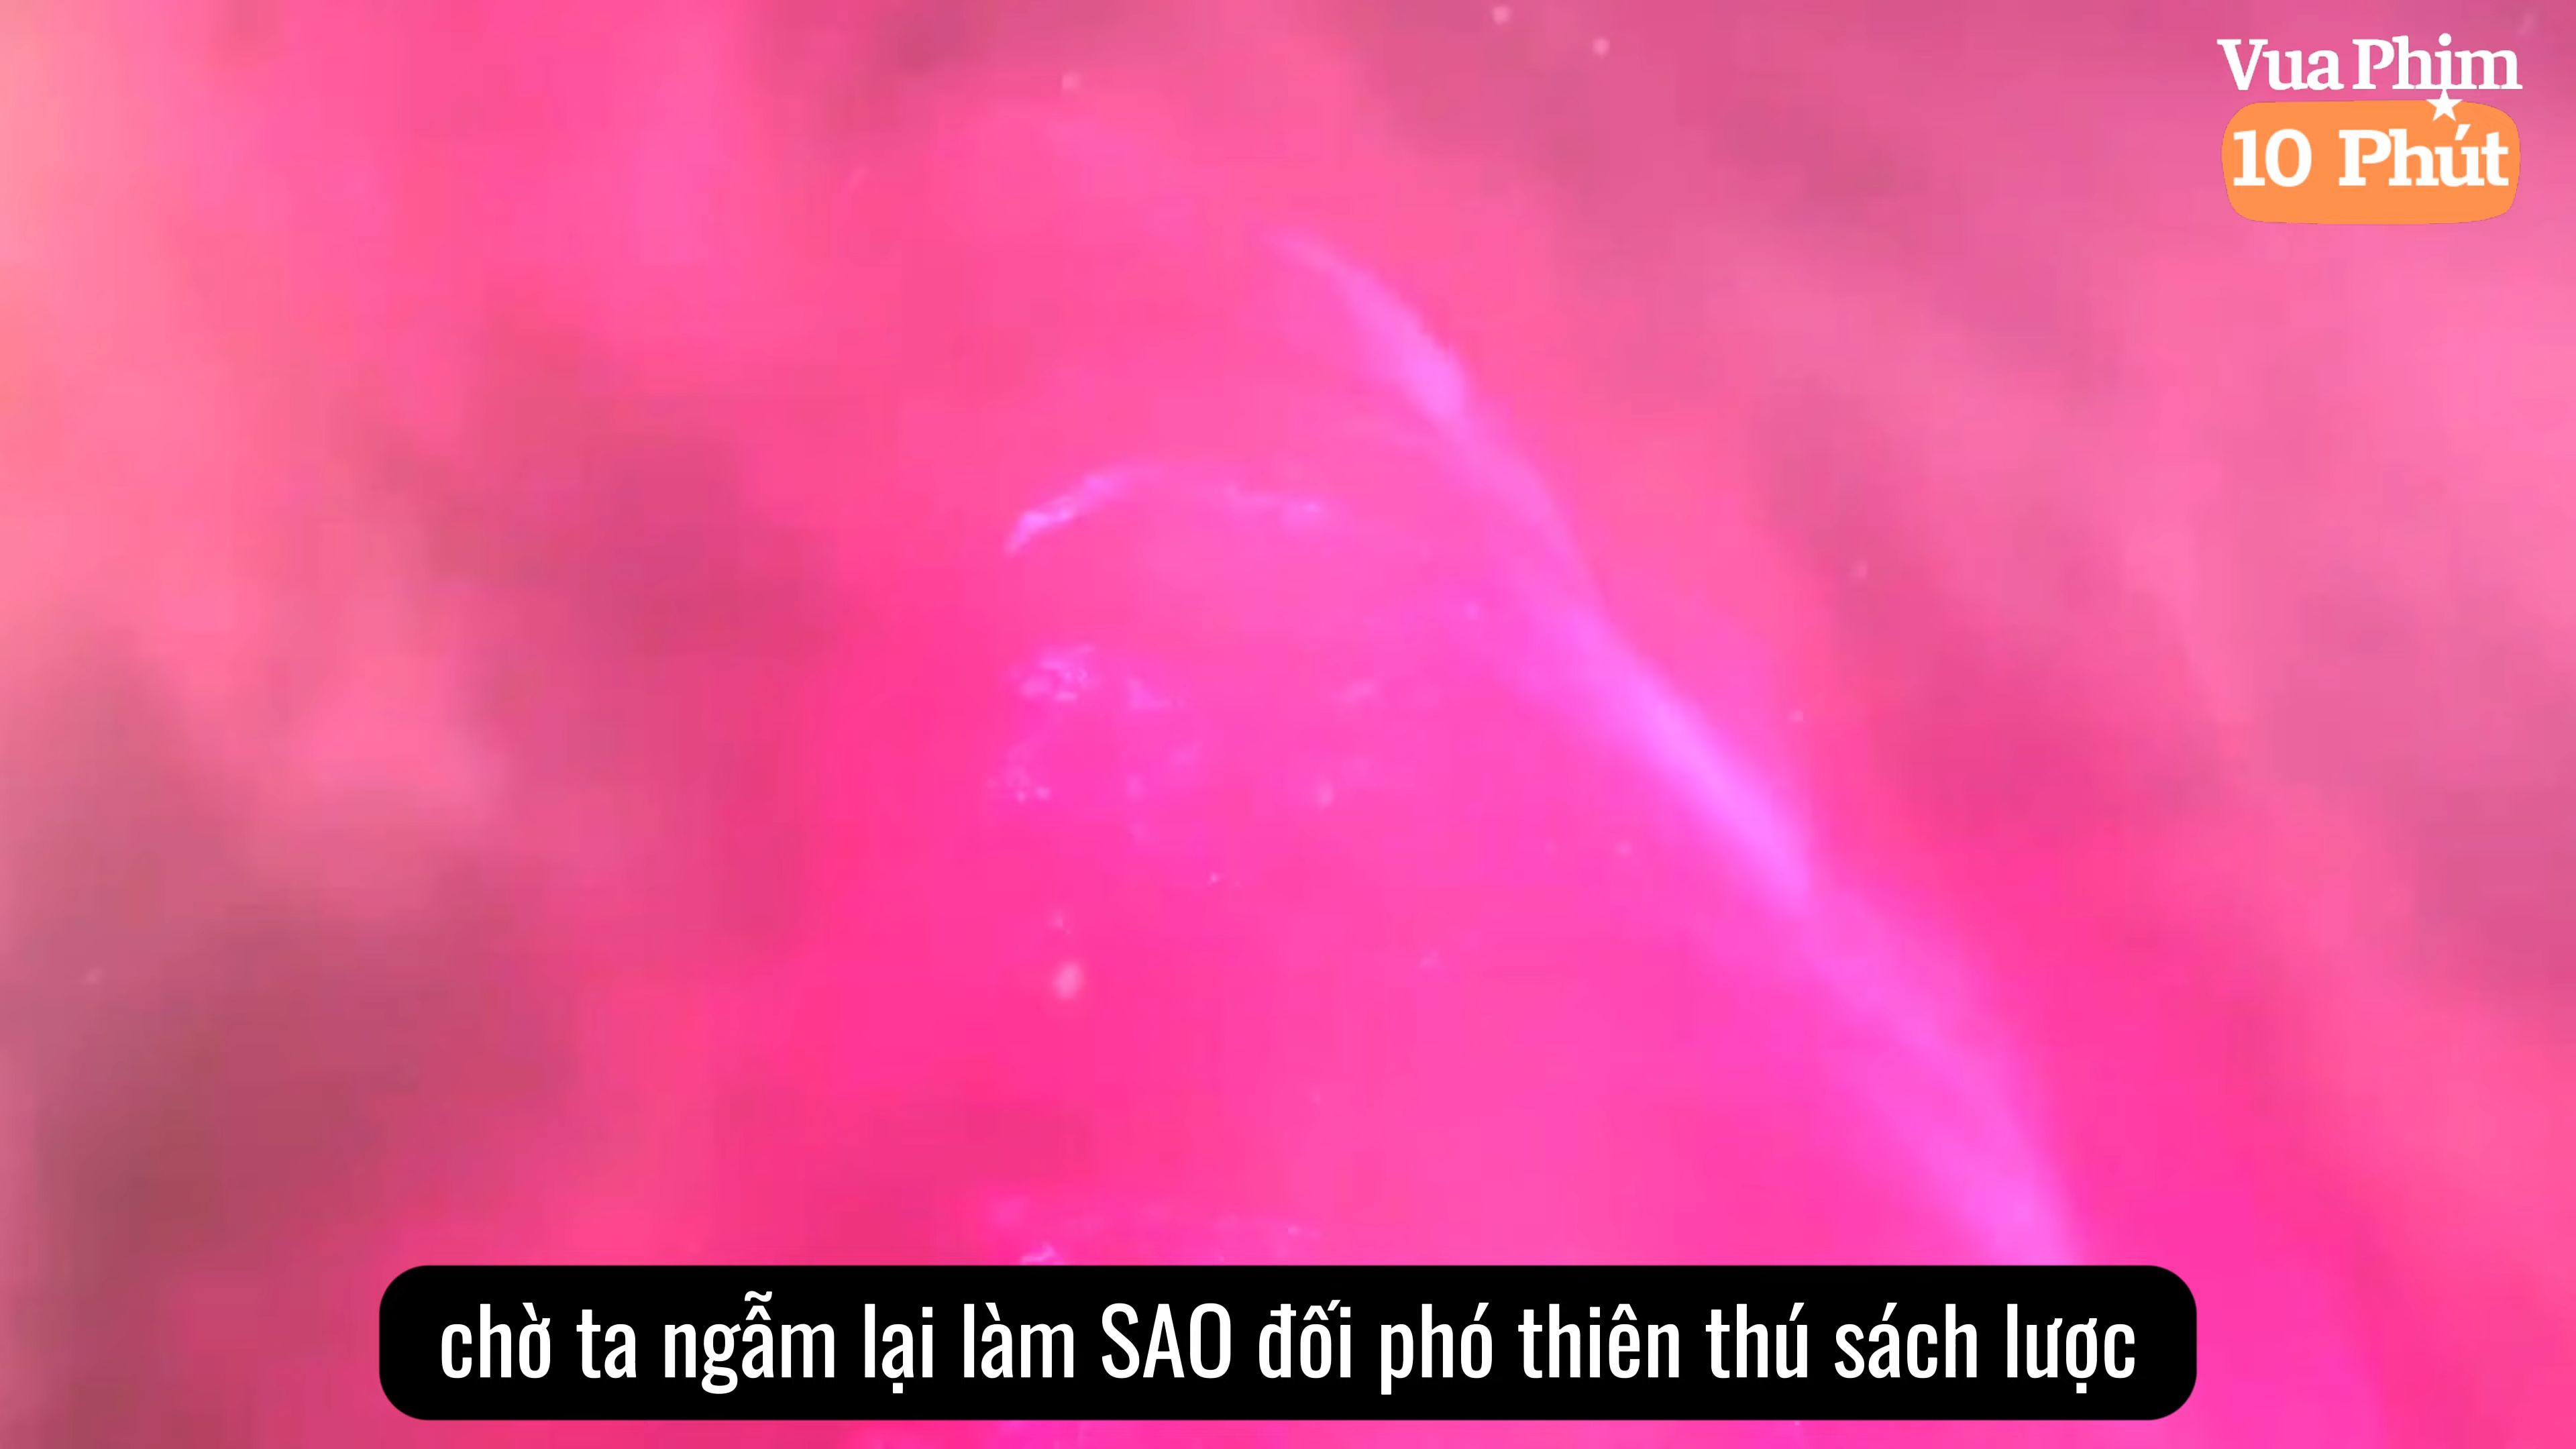 Vua Phim
10 Phút
chờ ta ngẫm lại làm SAO đối phó thiên thú sách lược